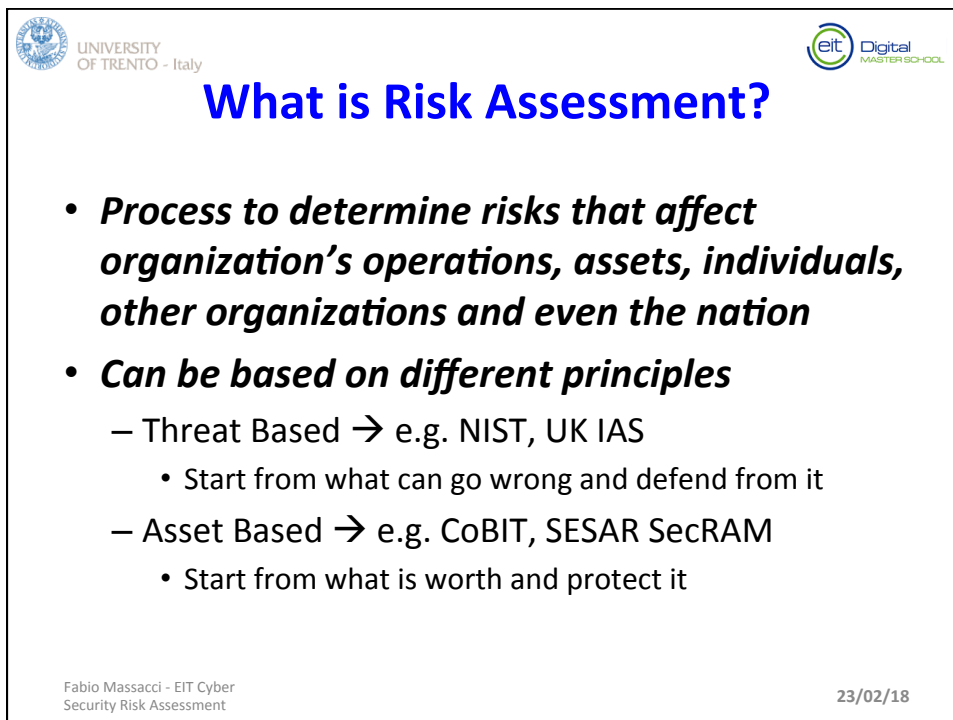 UNIVERSITY
OF TRENTO - Italy
eit Digital
MASTER SCHOOL
What is Risk Assessment?
• Process to determine risks that affect
organization’s operations, assets, individuals,
other organizations and even the nation
• Can be based on different principles
– Threat Based → e.g. NIST, UK IAS
• Start from what can go wrong and defend from it
– Asset Based → e.g. CoBIT, SESAR SecRAM
• Start from what is worth and protect it
Fabio Massacci - EIT Cyber
Security Risk Assessment
23/02/18